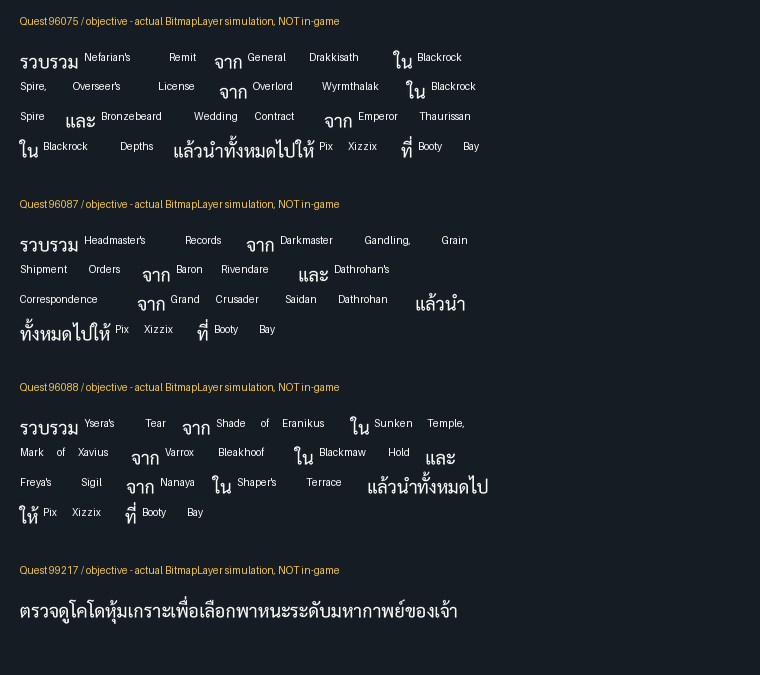 Quest 96075 / objective - actual BitmapLayer simulation, NOT in-game
รวบรวม Nefarian's Remit จาก General Drakkisath ใน Blackrock
Spire, Overseer's License จาก Overlord Wyrmthalak ใน Blackrock
Spire และ Bronzebeard Wedding Contract จาก Emperor Thaurissan
ใน Blackrock Depths แล้วนำทั้งหมดไปให้ Pix Xizzix ที่ Booty Bay
Quest 96087 / objective - actual BitmapLayer simulation, NOT in-game
รวบรวม Headmaster's Records จาก Darkmaster Gandling, Grain
Shipment Orders จาก Baron Rivendare และ Dathrohan's
Correspondence จาก Grand Crusader Saidan Dathrohan แล้วนำ
ทั้งหมดไปให้ Pix Xizzix ที่ Booty Bay
Quest 96088 / objective - actual BitmapLayer simulation, NOT in-game
รวบรวม Ysera's Tear จาก Shade of Eranikus ใน Sunken Temple,
Mark of Xavius จาก Varrox Bleakhoof ใน Blackmaw Hold และ
Freya's Sigil จาก Nanaya ใน Shaper's Terrace แล้วนำทั้งหมดไป
ให้ Pix Xizzix ที่ Booty Bay
Quest 99217 / objective - actual BitmapLayer simulation, NOT in-game
ตรวจดูโคโดหุ้มเกราะเพื่อเลือกพาหนะระดับมหากาพย์ของเจ้า